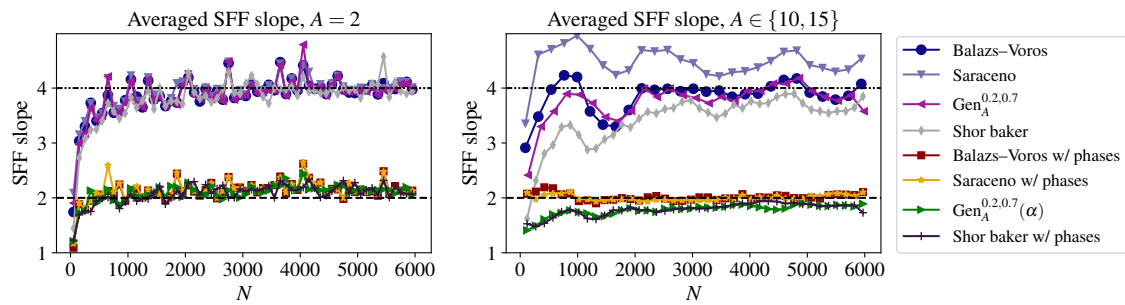 Averaged SFF slope, A = 2
SFF slope
4
3
2
1
0 1000 2000 3000 4000 5000 6000
N
Averaged SFF slope, A ∈ {10, 15}
SFF slope
4
3
2
1
0 1000 2000 3000 4000 5000 6000
N
Balazs–Voros
Saraceno
Gen_A^{0.2,0.7}
Shor baker
Balazs–Voros w/ phases
Saraceno w/ phases
Gen_A^{0.2,0.7}(α)
Shor baker w/ phases